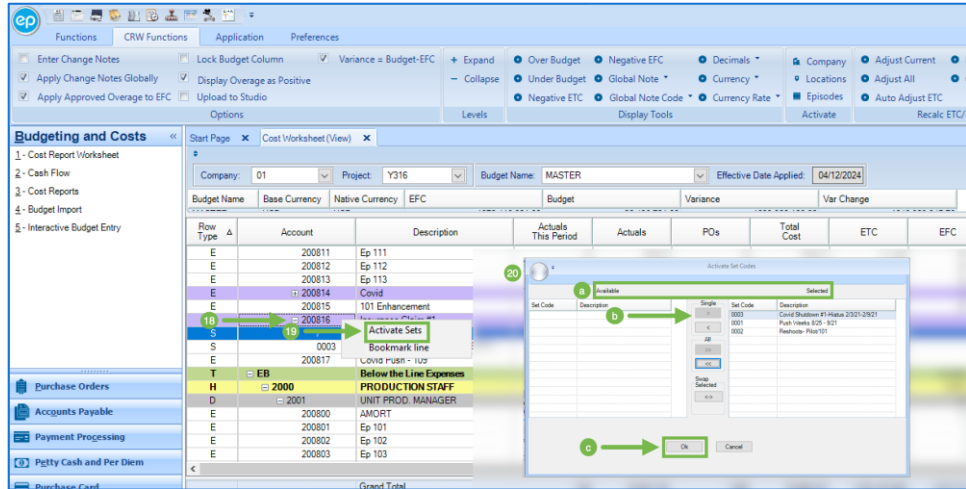 ep
Functions CRW Functions Application Preferences
Enter Change Notes Lock Budget Column Variance = Budget-EFC + Expand Over Budget Negative EFC Decimals Company Adjust Current
Apply Change Notes Globally Display Overage as Positive - Collapse Under Budget Global Note Currency Locations Adjust All
Apply Approved Overage to EFC Upload to Studio Negative ETC Global Note Code Currency Rate Episodes Auto Adjust ETC
Options Levels Display Tools Activate Recalc ETC/
Budgeting and Costs «
1 - Cost Report Worksheet
2 - Cash Flow
3 - Cost Reports
4 - Budget Import
5 - Interactive Budget Entry
Purchase Orders
Accounts Payable
Payment Processing
Petty Cash and Per Diem
Purchase Card
Start Page X Cost Worksheet (View) X
Company: 01 Project: Y316 Budget Name: MASTER Effective Date Applied: 04/12/2024
Budget Name Base Currency Native Currency EFC Budget Variance Var Change
Row Type Account Description Actuals This Period Actuals POs Total Cost ETC EFC
E 200811 Ep 111
E 200812 Ep 112
E 200813 Ep 113
E 200814 Covid
E 200815 101 Enhancement
18 200816 Insurance Claim #1
S 19 Activate Sets
S 0003 Bookmark line
E 200817 Covid Push - 109
T EB Below the Line Expenses
H 2000 PRODUCTION STAFF
D 2001 UNIT PROD. MANAGER
E 200800 AMORT
E 200801 Ep 101
E 200802 Ep 102
E 200803 Ep 103
Grand Total
20 Activate Set Codes
a Available Selected
Set Code Description Single Set Code Description
b > 0003 Covid Shutdown #1-Hiatus 2/3/21-2/9/21
< 0001 Push Weeks 8/25 - 9/21
All 0002 Reshoots- Pilot/101
>>
<<
Swap Selected
<>
c Ok Cancel